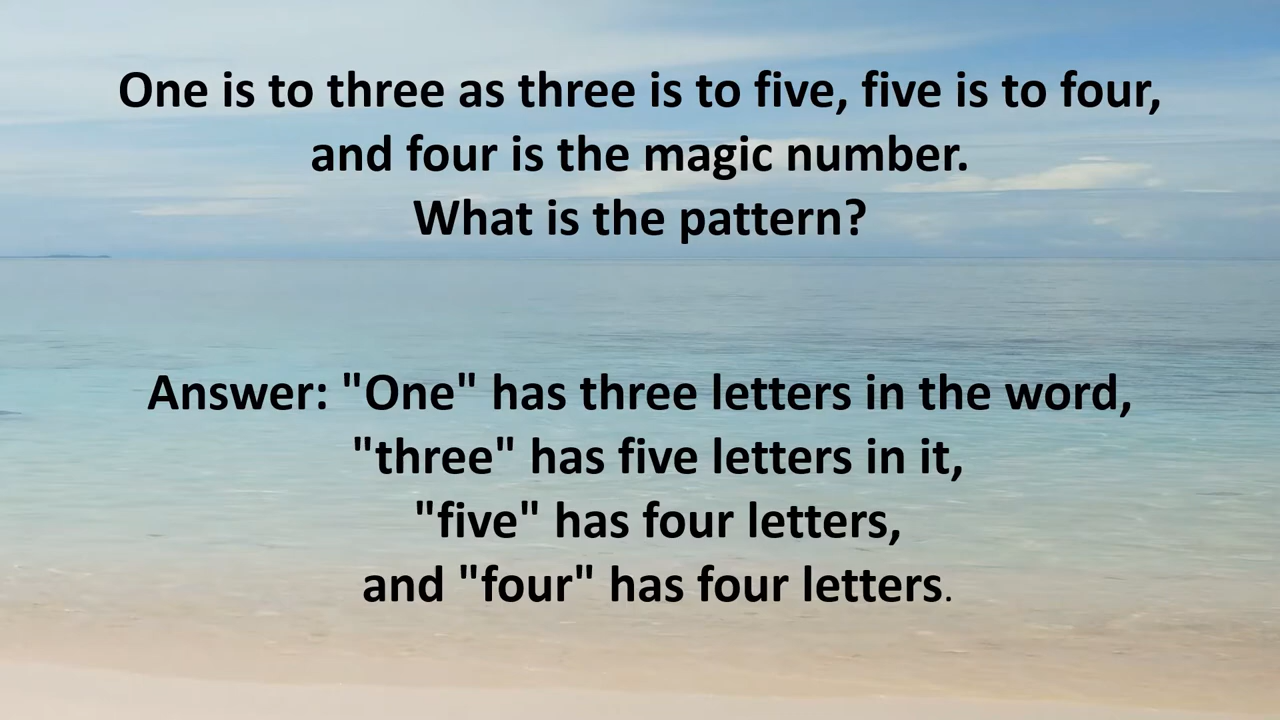 One is to three as three is to five, five is to four,
and four is the magic number.
What is the pattern?
Answer: "One" has three letters in the word,
"three" has five letters in it,
"five" has four letters,
and "four" has four letters.